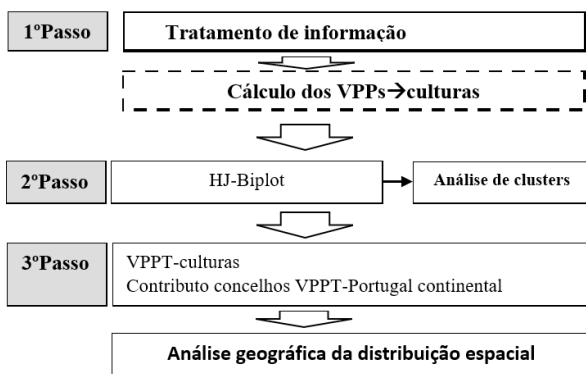 1ºPasso
Tratamento de informação
Cálculo dos VPPs→culturas
2ºPasso
HJ-Biplot
Análise de clusters
3ºPasso
VPPT-culturas
Contributo concelhos VPPT-Portugal continental
Análise geográfica da distribuição espacial